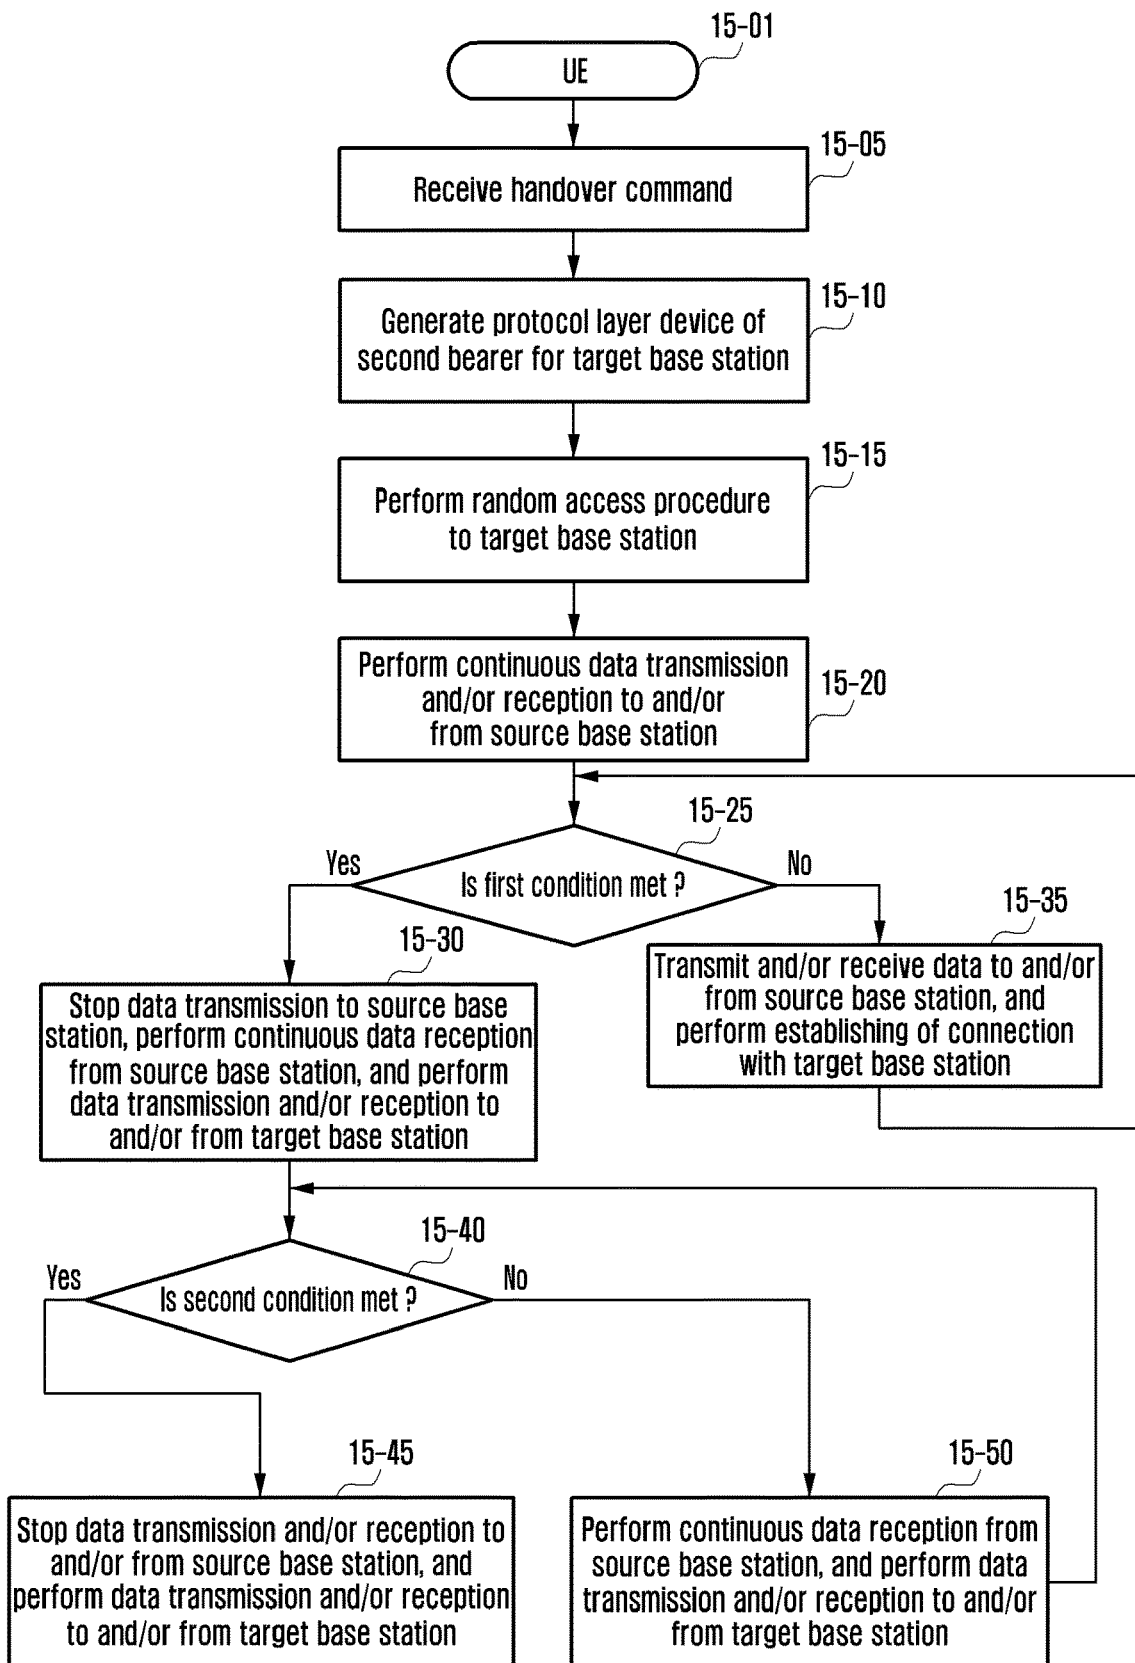 15-01
UE
15-05
Receive handover command
15-10
Generate protocol layer device of
second bearer for target base station
15-15
Perform random access procedure
to target base station
15-20
Perform continuous data transmission
and/or reception to and/or
from source base station
15-25
Yes
Is first condition met ?
No
15-30
Stop data transmission to source base
station, perform continuous data reception
from source base station, and perform
data transmission and/or reception to
and/or from target base station
15-35
Transmit and/or receive data to and/or
from source base station, and
perform establishing of connection
with target base station
15-40
Yes
Is second condition met ?
No
15-45
Stop data transmission and/or reception to
and/or from source base station, and
perform data transmission and/or reception
to and/or from target base station
15-50
Perform continuous data reception from
source base station, and perform data
transmission and/or reception to and/or
from target base station